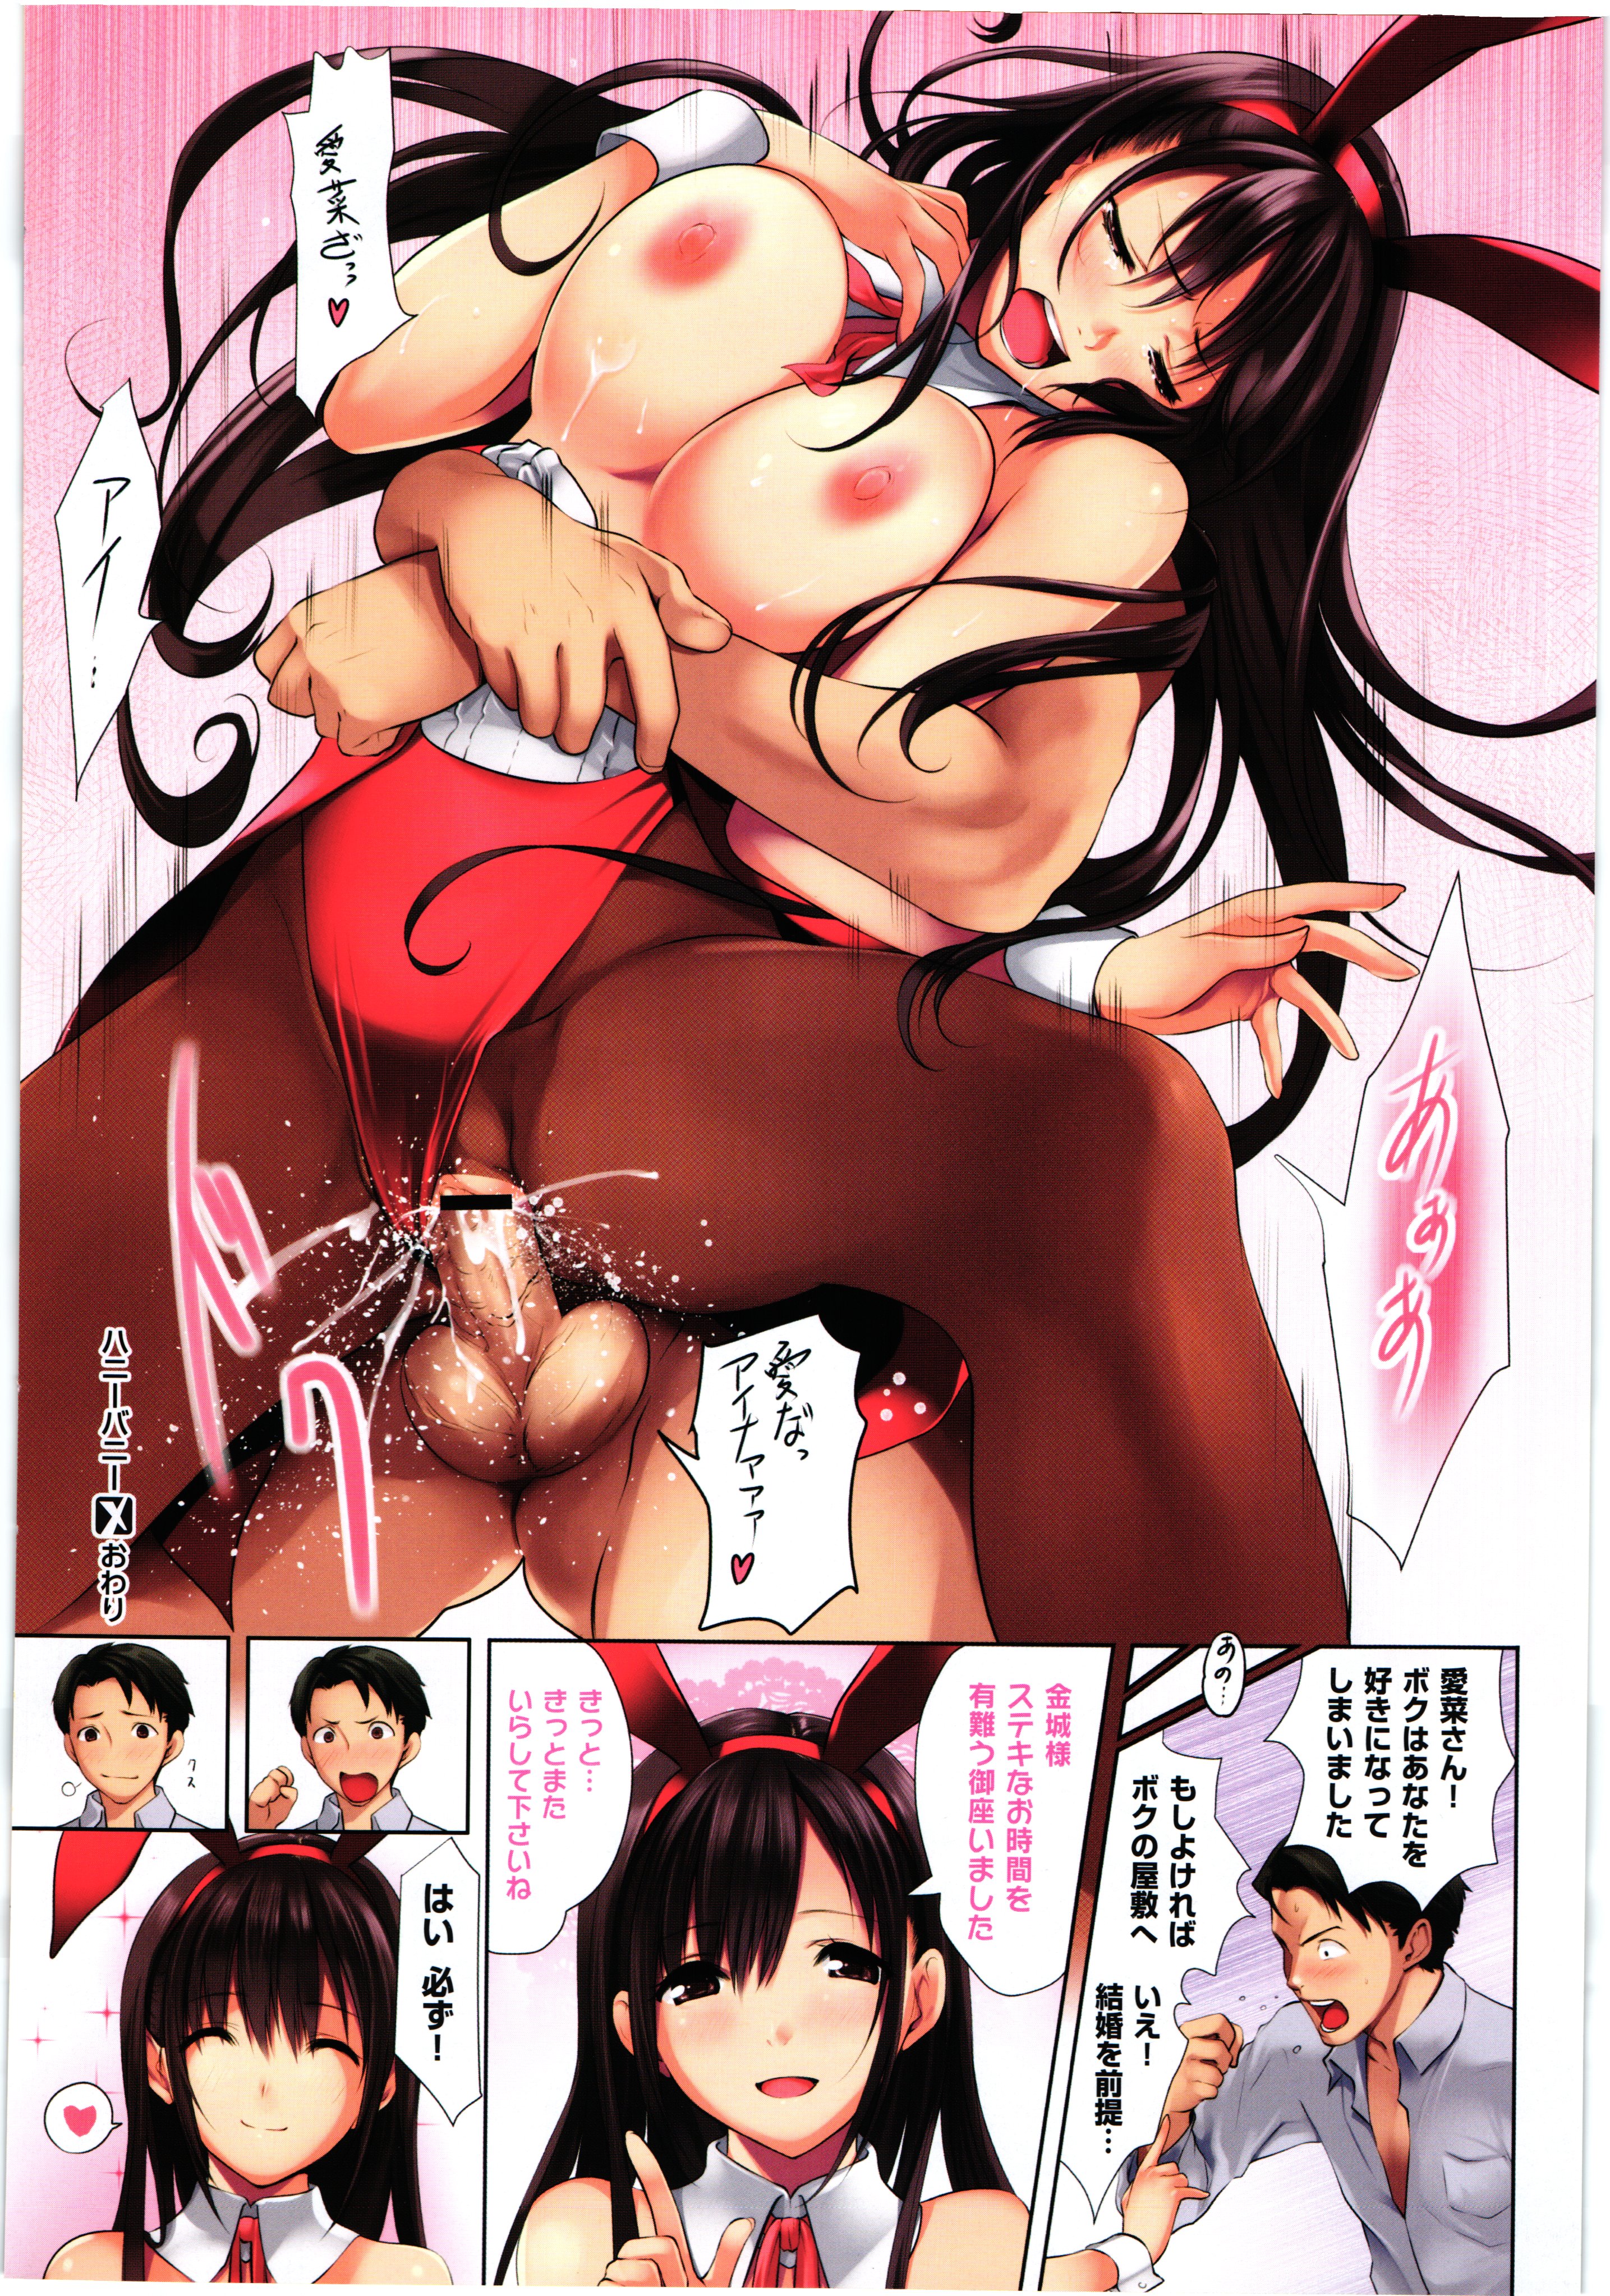 あぁあ
愛菜ざっっ♥
アイ…
愛なっ
アイナァァァ♥
ドクッ
ハニーバニーX おわり
愛菜さん！
ボクはあなたを
好きになって
しまいました
あの…
もしよければ
ボクの屋敷へ
いえ！
結婚を前提…
金城様
ステキなお時間を
有難う御座いました
きっと…
きっとまた
いらして下さいね
クス
はい 必ず！